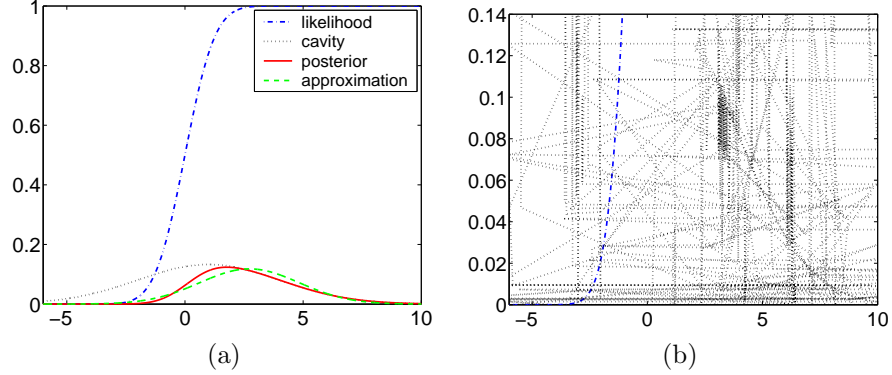 1
0.8
0.6
0.4
0.2
0
−5 0 5 10
likelihood
cavity
posterior
approximation
(a)
0.14
0.12
0.1
0.08
0.06
0.04
0.02
0
−5 0 5 10
(b)